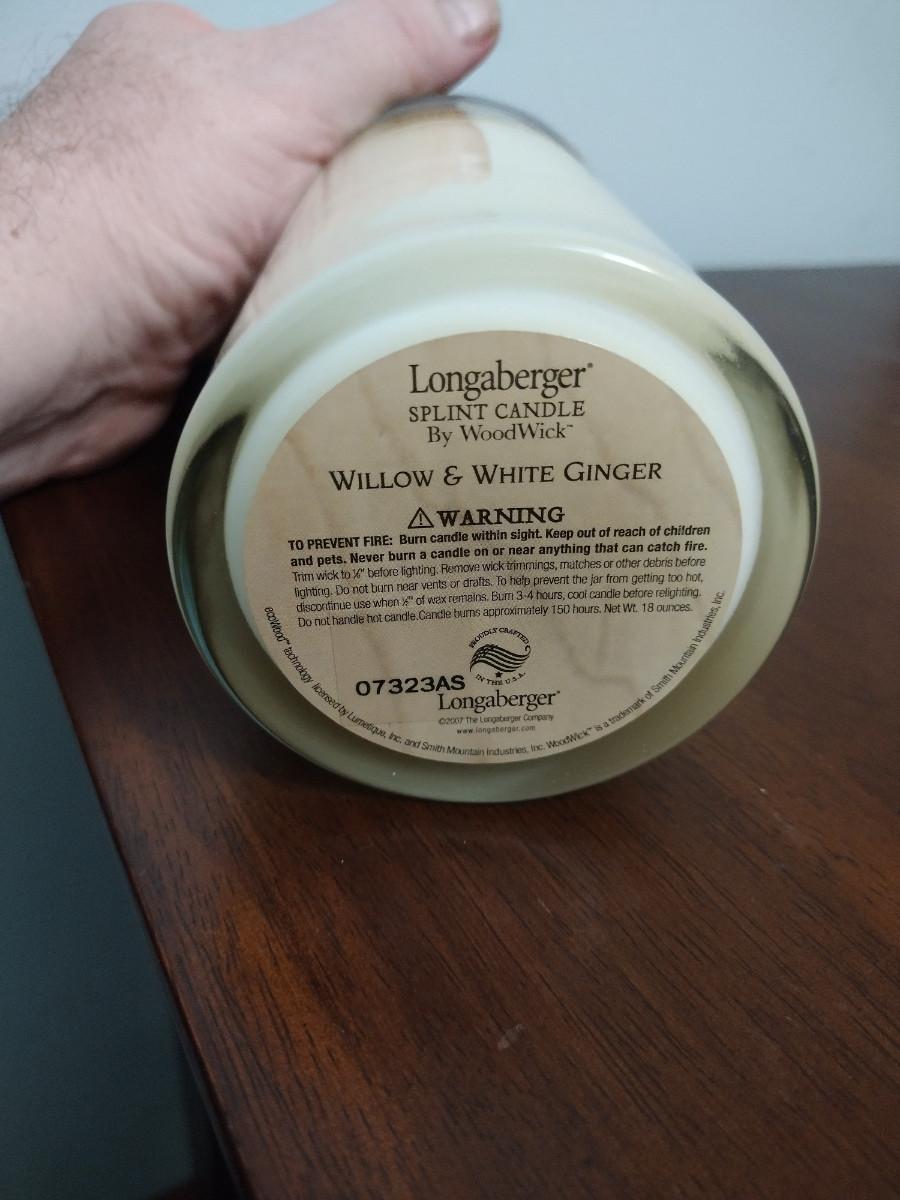 Longaberger®
SPLINT CANDLE
By WoodWick™
WILLOW & WHITE GINGER
⚠ WARNING
TO PREVENT FIRE: Burn candle within sight. Keep out of reach of children
and pets. Never burn a candle on or near anything that can catch fire.
Trim wick to ⅛" before lighting. Remove wick trimmings, matches or other debris before
lighting. Do not burn near vents or drafts. To help prevent the jar from getting too hot,
discontinue use when ½" of wax remains. Burn 3-4 hours, cool candle before relighting.
Do not handle hot candle.Candle burns approximately 150 hours. Net Wt. 18 ounces.
PROUDLY CRAFTED
IN THE U.S.A.
07323AS
Longaberger®
©2007 The Longaberger Company
www.longaberger.com
ecoWood™ technology licensed by Lumetique, Inc. and Smith Mountain Industries, Inc. WoodWick™ is a trademark of Smith Mountain Industries, Inc.